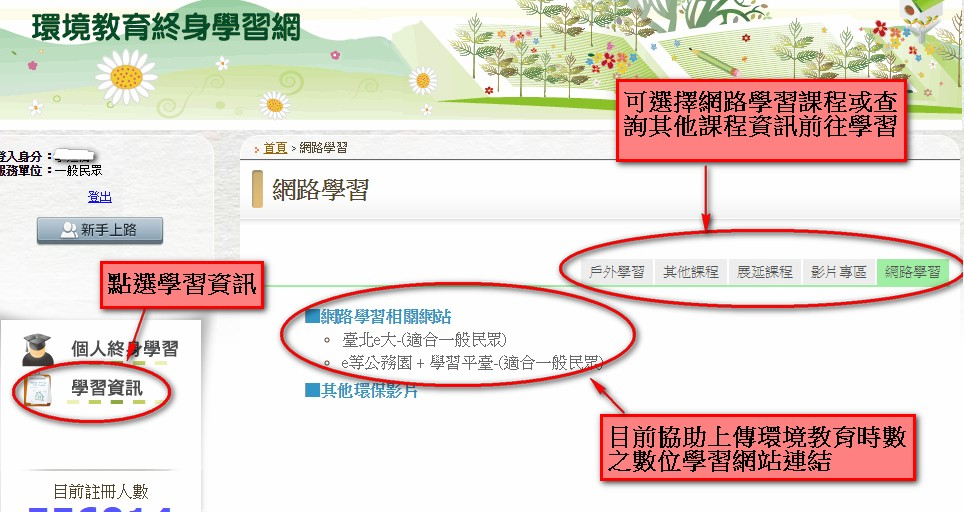 環境教育終身學習網
可選擇網路學習課程或查
詢其他課程資訊前往學習
登入身分：
服務單位：一般民眾
登出
新手上路
首頁 › 網路學習
網路學習
戶外學習
其他課程
展延課程
影片專區
網路學習
點選學習資訊
■網路學習相關網站
臺北e大-(適合一般民眾)
e等公務園 + 學習平臺-(適合一般民眾)
■其他環保影片
個人終身學習
學習資訊
目前協助上傳環境教育時數
之數位學習網站連結
目前註冊人數